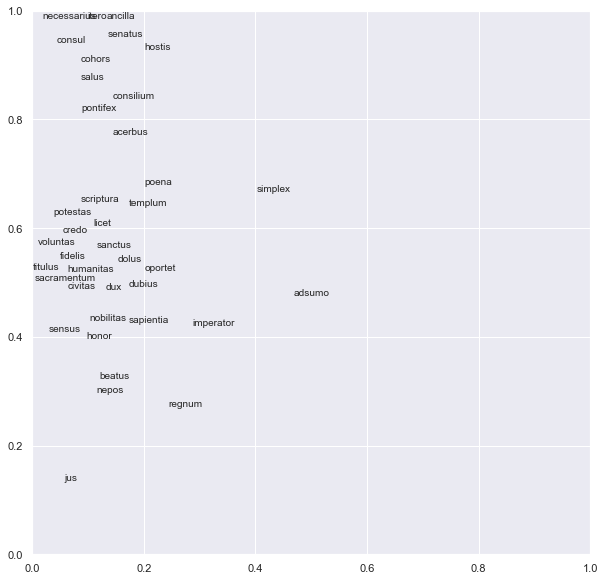 1.0
necessarius
itero
ancilla
consul
senatus
hostis
cohors
salus
consilium
pontifex
0.8
acerbus
poena
simplex
scriptura
templum
potestas
licet
0.6
credo
voluntas
sanctus
fidelis
dolus
titulus
humanitas
oportet
sacramentum
civitas
dux
dubius
adsumo
nobilitas
sapientia
imperator
sensus
0.4
honor
beatus
nepos
regnum
0.2
jus
0.0
0.0 0.2 0.4 0.6 0.8 1.0